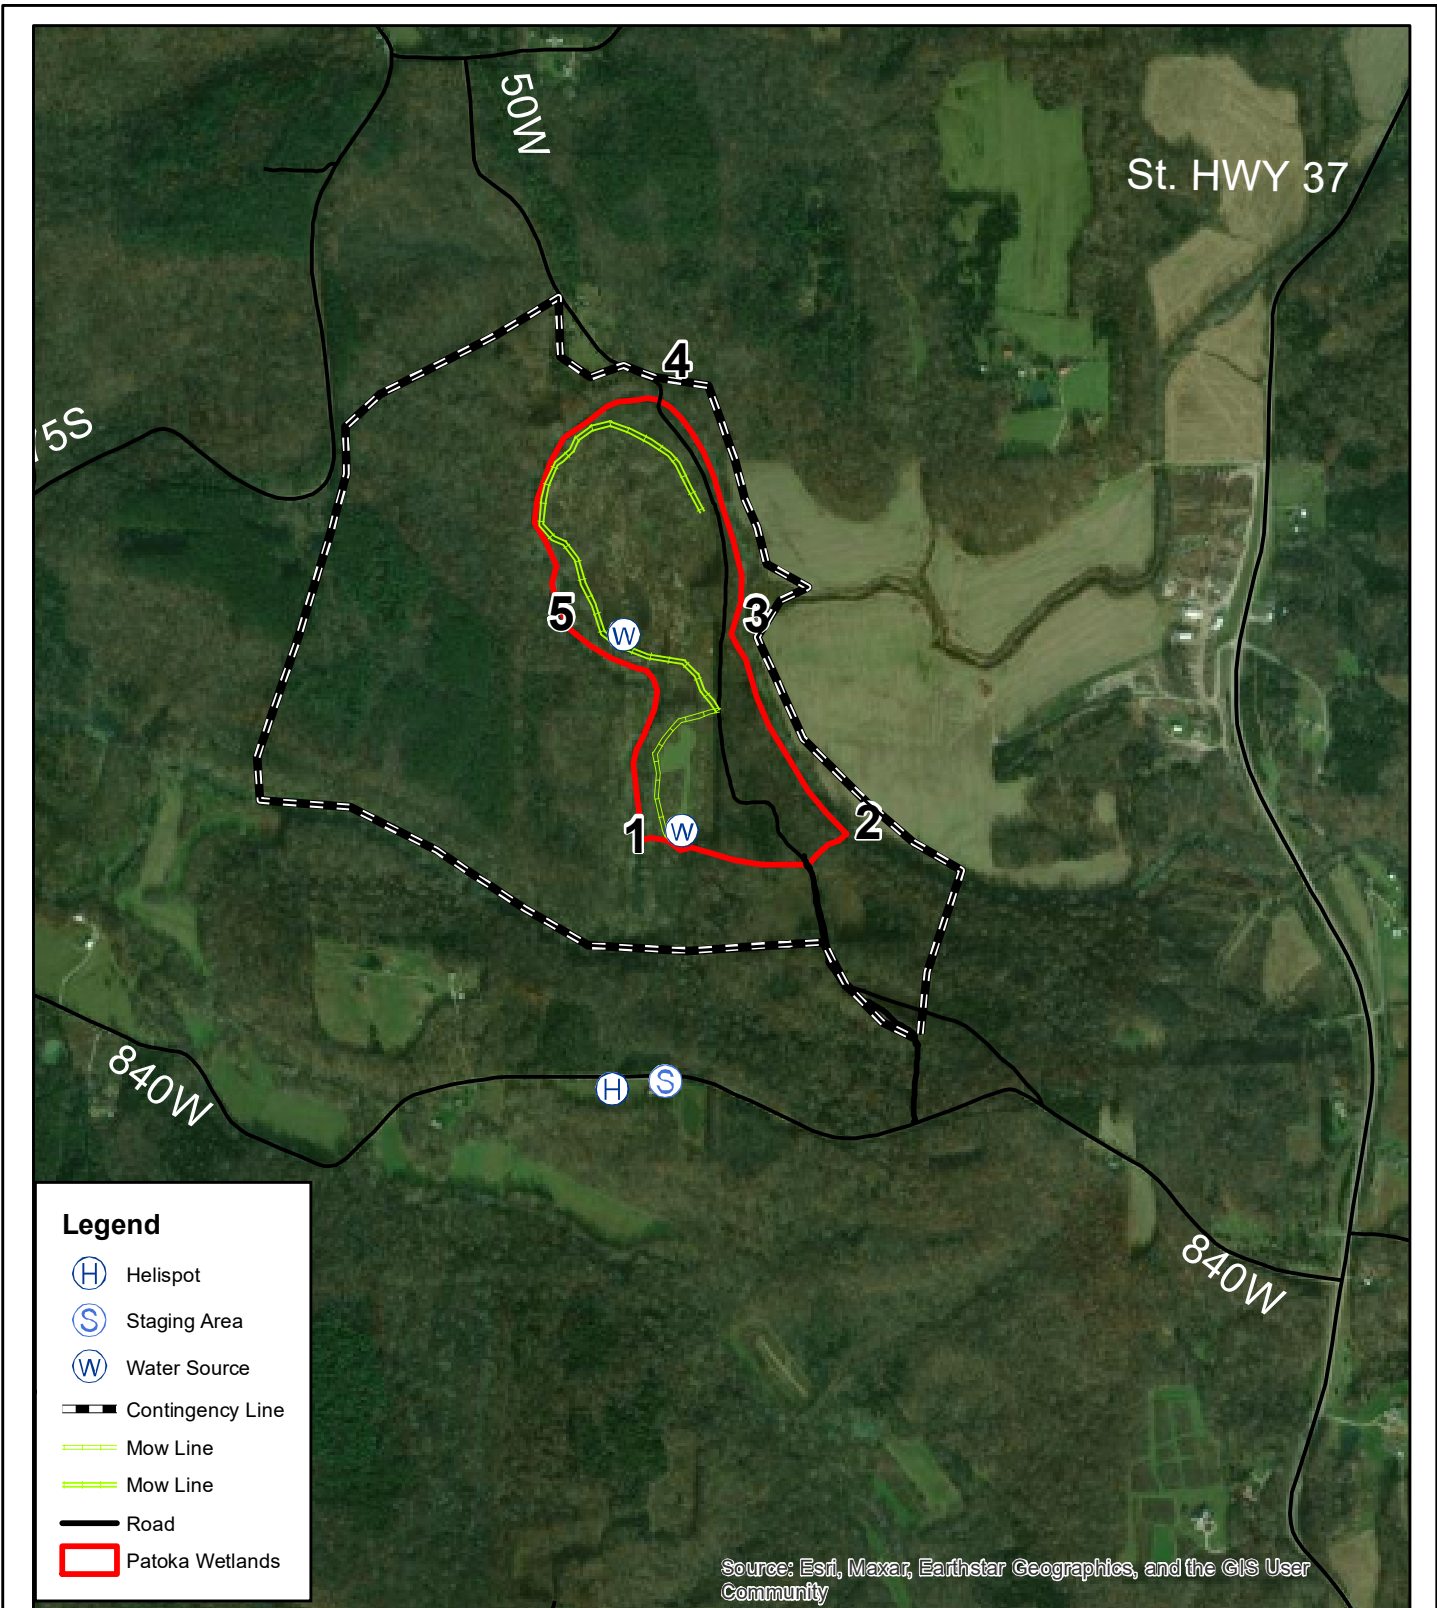 50W
St. HWY 37
4
5S
5
W
3
1
W
2
840W
H
S
840W
Legend
H Helispot
S Staging Area
W Water Source
Contingency Line
Mow Line
Mow Line
Road
Patoka Wetlands
Source: Esri, Maxar, Earthstar Geographics, and the GIS User
Community